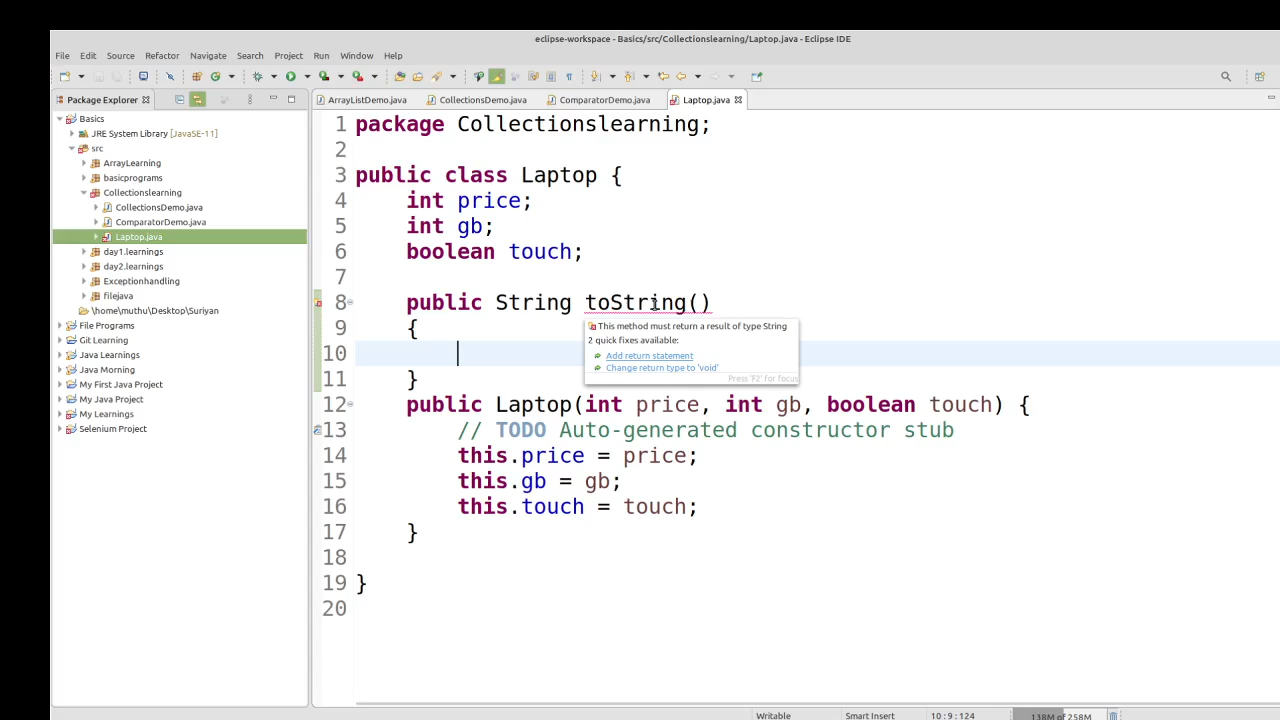 eclipse-workspace - Basics/src/Collectionslearning/Laptop.java - Eclipse IDE
File Edit Source Refactor Navigate Search Project Run Window Help
Package Explorer
ArrayListDemo.java CollectionsDemo.java ComparatorDemo.java Laptop.java
Basics
JRE System Library [JavaSE-11]
src
ArrayLearning
basicprograms
Collectionslearning
CollectionsDemo.java
ComparatorDemo.java
Laptop.java
day1.learnings
day2.learnings
Exceptionhandling
filejava
\home\muthu\Desktop\Suriyan
File Programs
Git Learning
Java Learnings
Java Morning
My First Java Project
My Java Project
My Learnings
Selenium Project
1 package Collectionslearning;
2
3 public class Laptop {
4 int price;
5 int gb;
6 boolean touch;
7
8 public String toString()
9 {
10
11 }
12 public Laptop(int price, int gb, boolean touch) {
13 // TODO Auto-generated constructor stub
14 this.price = price;
15 this.gb = gb;
16 this.touch = touch;
17 }
18
19 }
20
This method must return a result of type String
2 quick fixes available:
Add return statement
Change return type to 'void'
Press 'F2' for focus
Writable Smart Insert 10 : 9 : 124 138M of 258M